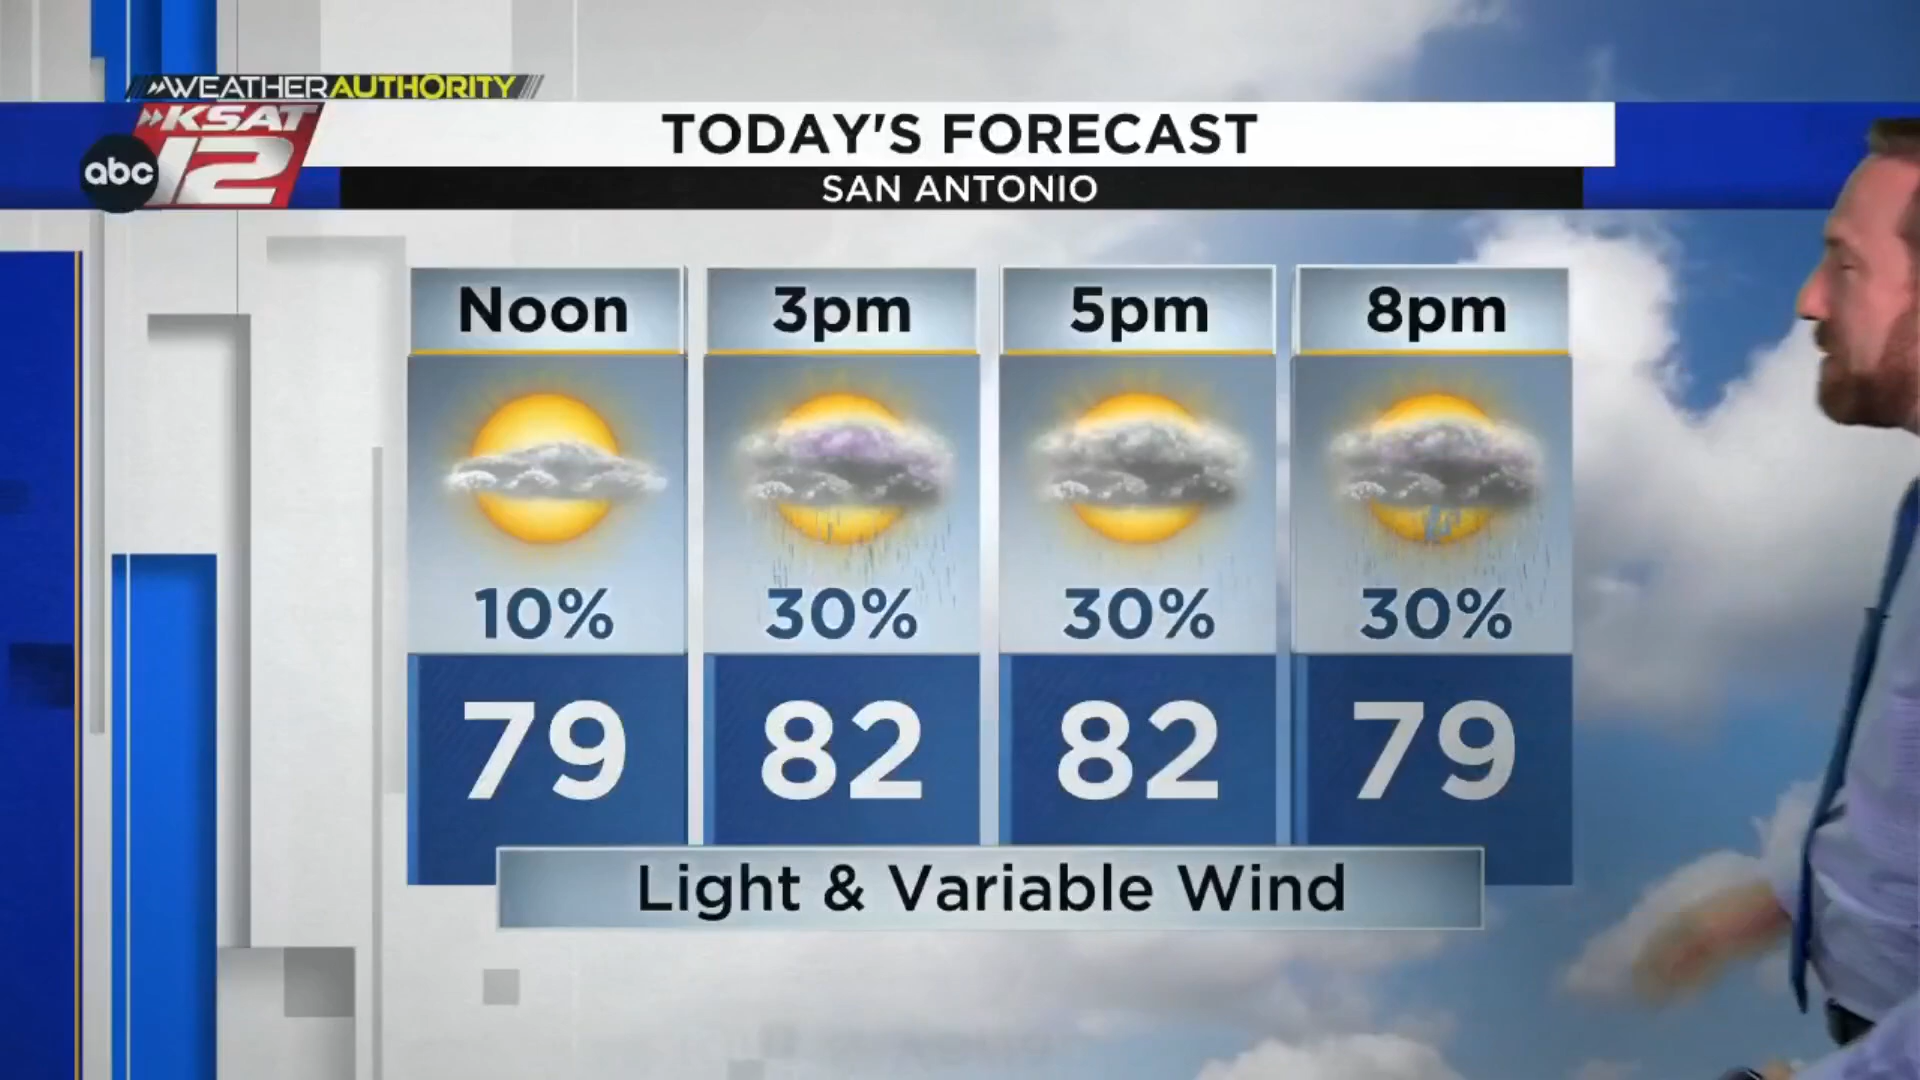 WEATHERAUTHORITY
KSAT
abc 12
TODAY'S FORECAST
SAN ANTONIO
Noon 3pm 5pm 8pm
10% 30% 30% 30%
79 82 82 79
Light & Variable Wind